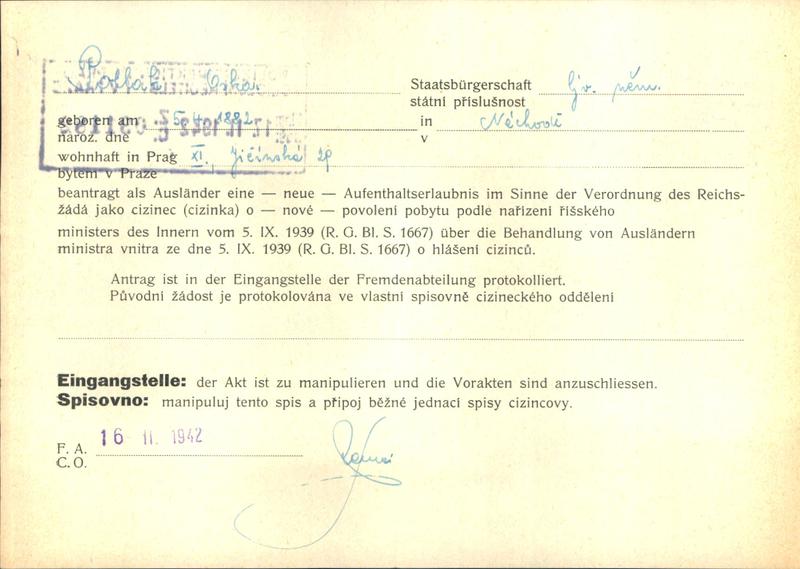 Pollak Oskar
Staatsbürgerschaft
státní příslušnost
něm.
geboren am 5.4.1882 in Náchodě
naroz. dne v
wohnhaft in Prag XI., Jičínská 29
bytem v Praze
beantragt als Ausländer eine — neue — Aufenthaltserlaubnis im Sinne der Verordnung des Reichs-
žádá jako cizinec (cizinka) o — nové — povolení pobytu podle nařízení říšského
ministers des Innern vom 5. IX. 1939 (R. G. Bl. S. 1667) über die Behandlung von Ausländern
ministra vnitra ze dne 5. IX. 1939 (R. G. Bl. S. 1667) o hlášení cizinců.
Antrag ist in der Eingangstelle der Fremdenabteilung protokolliert.
Původní žádost je protokolována ve vlastní spisovně cizineckého oddělení
Eingangstelle: der Akt ist zu manipulieren und die Vorakten sind anzuschliessen.
Spisovno: manipuluj tento spis a připoj běžné jednací spisy cizincovy.
F. A. 16 II. 1942
C. O.